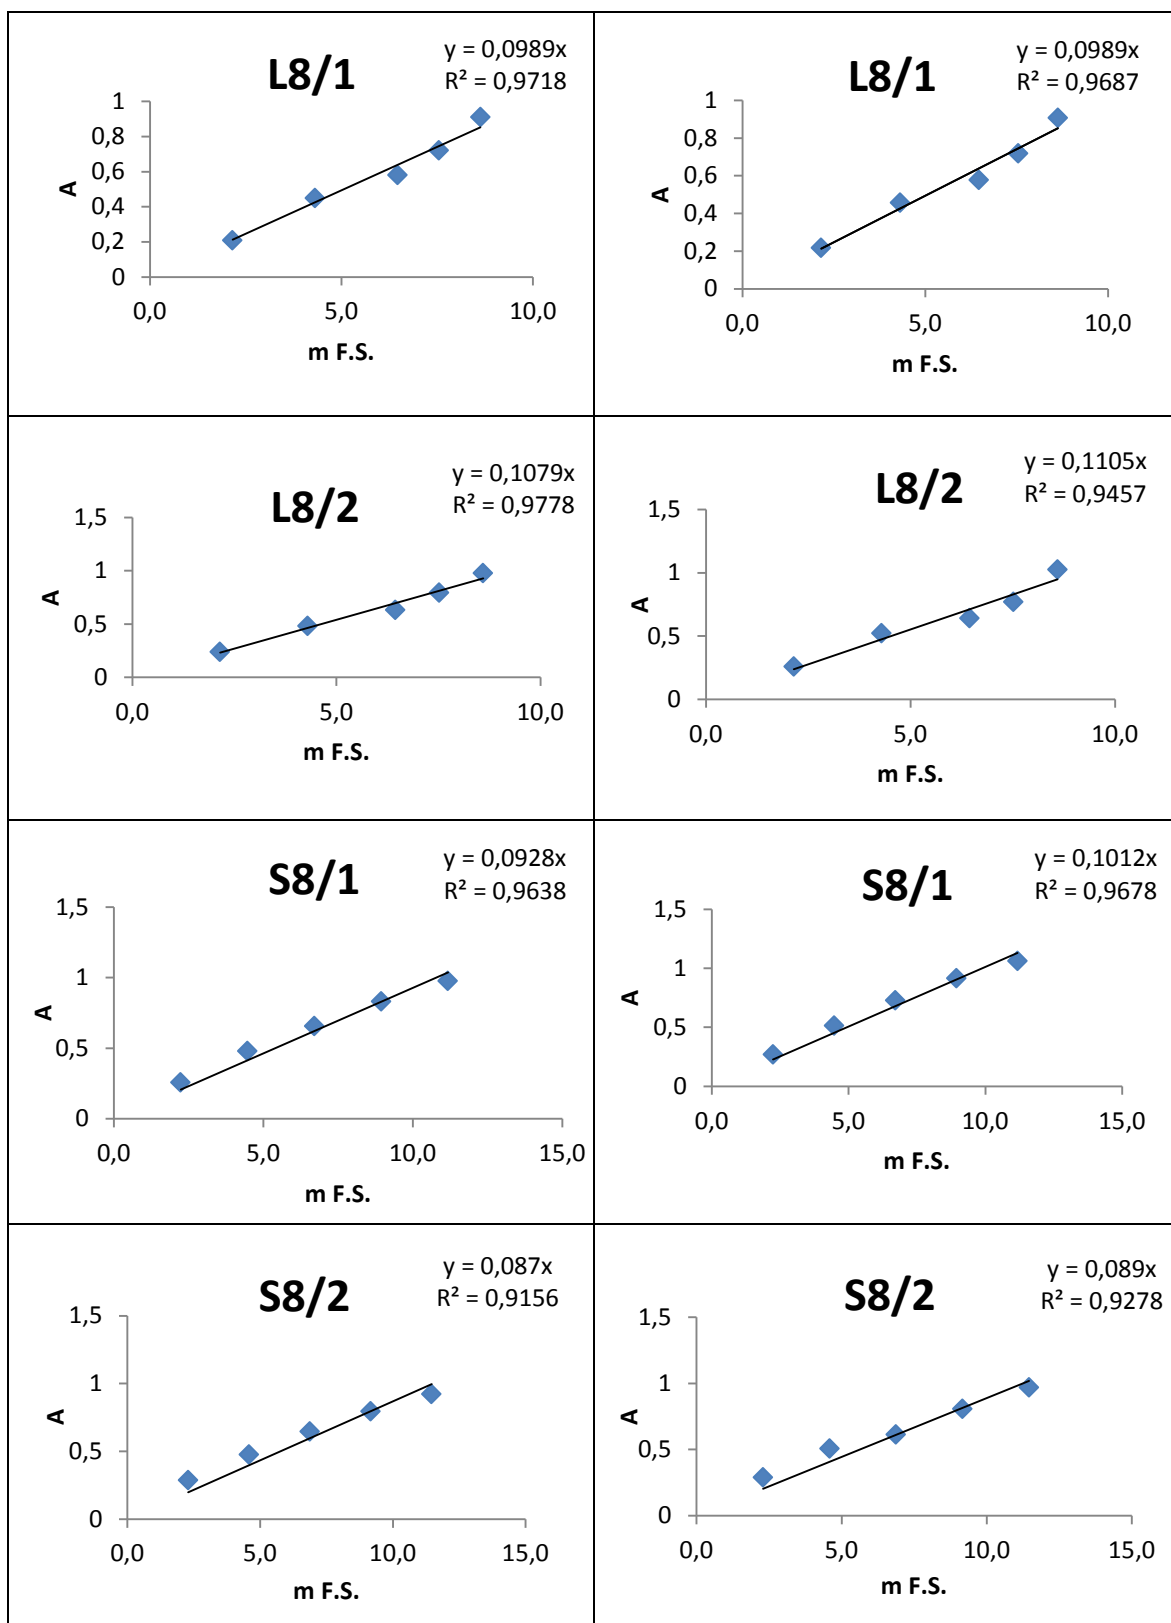 L8/1
y = 0,0989x
R² = 0,9718
1
0,8
0,6
0,4
0,2
0
A
0,0 5,0 10,0
m F.S.
L8/1
y = 0,0989x
R² = 0,9687
1
0,8
0,6
0,4
0,2
0
A
0,0 5,0 10,0
m F.S.
L8/2
y = 0,1079x
R² = 0,9778
1,5
1
0,5
0
A
0,0 5,0 10,0
m F.S.
L8/2
y = 0,1105x
R² = 0,9457
1,5
1
0,5
0
A
0,0 5,0 10,0
m F.S.
S8/1
y = 0,0928x
R² = 0,9638
1,5
1
0,5
0
A
0,0 5,0 10,0 15,0
m F.S.
S8/1
y = 0,1012x
R² = 0,9678
1,5
1
0,5
0
A
0,0 5,0 10,0 15,0
m F.S.
S8/2
y = 0,087x
R² = 0,9156
1,5
1
0,5
0
A
0,0 5,0 10,0 15,0
m F.S.
S8/2
y = 0,089x
R² = 0,9278
1,5
1
0,5
0
A
0,0 5,0 10,0 15,0
m F.S.